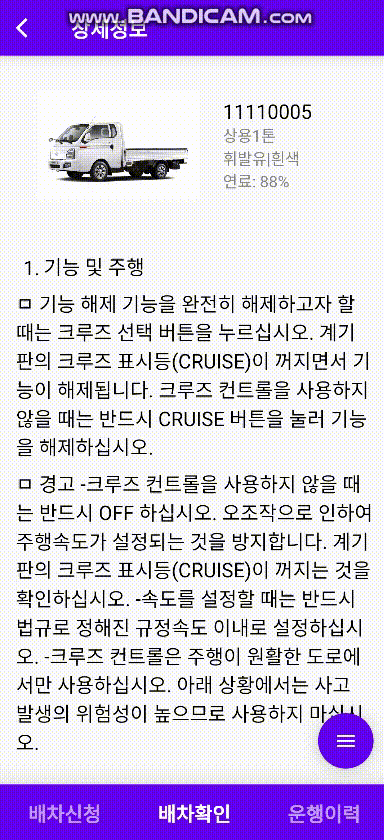 www.BANDICAM.com
상세정보
11110005
상용1톤
휘발유|흰색
연료: 88%
1. 기능 및 주행
ㅁ 기능 해제 기능을 완전히 해제하고자 할
때는 크루즈 선택 버튼을 누르십시오. 계기
판의 크루즈 표시등(CRUISE)이 꺼지면서 기
능이 해제됩니다. 크루즈 컨트롤을 사용하지
않을 때는 반드시 CRUISE 버튼을 눌러 기능
을 해제하십시오.
ㅁ 경고 -크루즈 컨트롤을 사용하지 않을 때
는 반드시 OFF 하십시오. 오조작으로 인하여
주행속도가 설정되는 것을 방지합니다. 계기
판의 크루즈 표시등(CRUISE)이 꺼지는 것을
확인하십시오. -속도를 설정할 때는 반드시
법규로 정해진 규정속도 이내로 설정하십시
오. -크루즈 컨트롤은 주행이 원활한 도로에
서만 사용하십시오. 아래 상황에서는 사고
발생의 위험성이 높으므로 사용하지 마십시
오.
배차신청
배차확인
운행이력